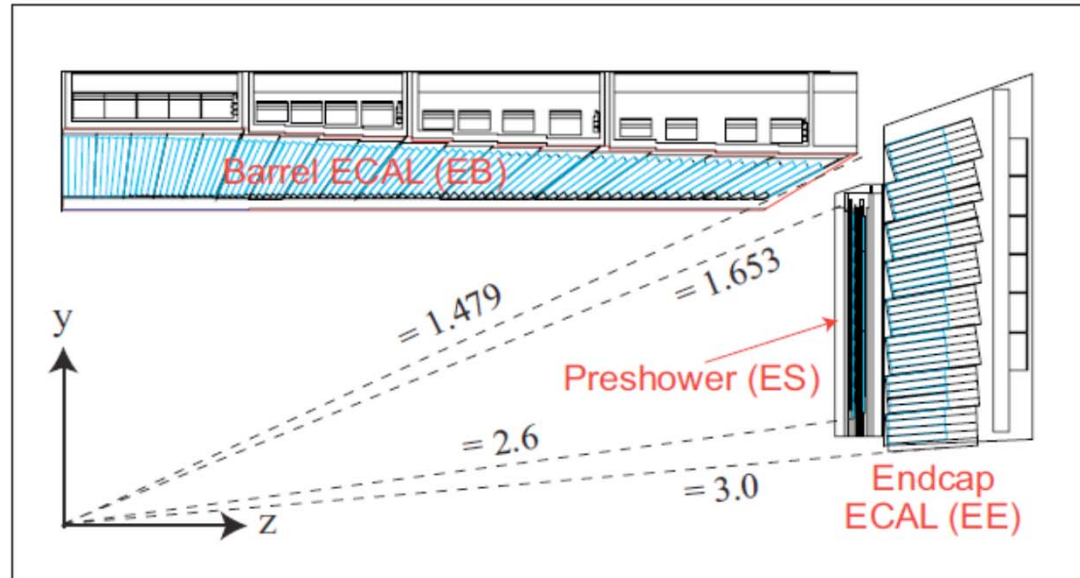 Barrel ECAL (EB)
= 1.479
= 1.653
y
Preshower (ES)
= 2.6
= 3.0
z
Endcap
ECAL (EE)